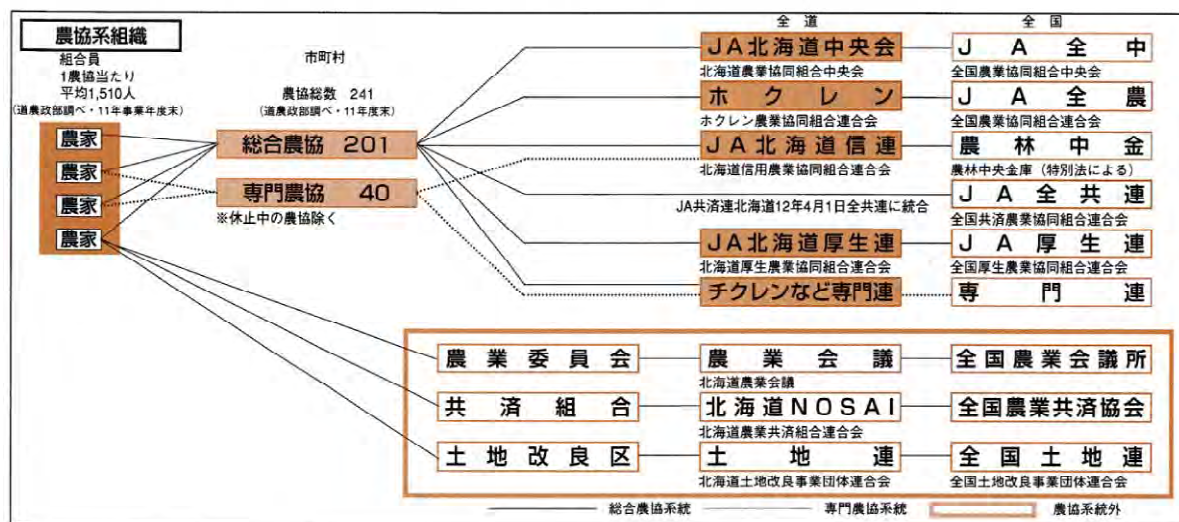 農協系組織
組合員
1農協当たり
平均1,510人
(道農政部調べ・11年事業年度末)
農家
農家
農家
農家
市町村
農協総数 241
(道農政部調べ・11年度末)
総合農協 201
専門農協 40
※休止中の農協除く
全道
全国
JA北海道中央会
北海道農業協同組合中央会
JA全中
全国農業協同組合中央会
ホクレン
ホクレン農業協同組合連合会
JA全農
全国農業協同組合連合会
JA北海道信連
北海道信用農業協同組合連合会
農林中金
農林中央金庫(特別法による)
JA共済連北海道12年4月1日全共連に統合
JA全共連
全国共済農業協同組合連合会
JA北海道厚生連
北海道厚生農業協同組合連合会
JA厚生連
全国厚生農業協同組合連合会
チクレンなど専門連
専門連
農業委員会
農業会議
北海道農業会議
全国農業会議所
共済組合
北海道NOSAI
北海道農業共済組合連合会
全国農業共済協会
土地改良区
土地連
北海道土地改良事業団体連合会
全国土地連
全国土地改良事業団体連合会
総合農協系統
専門農協系統
農協系統外